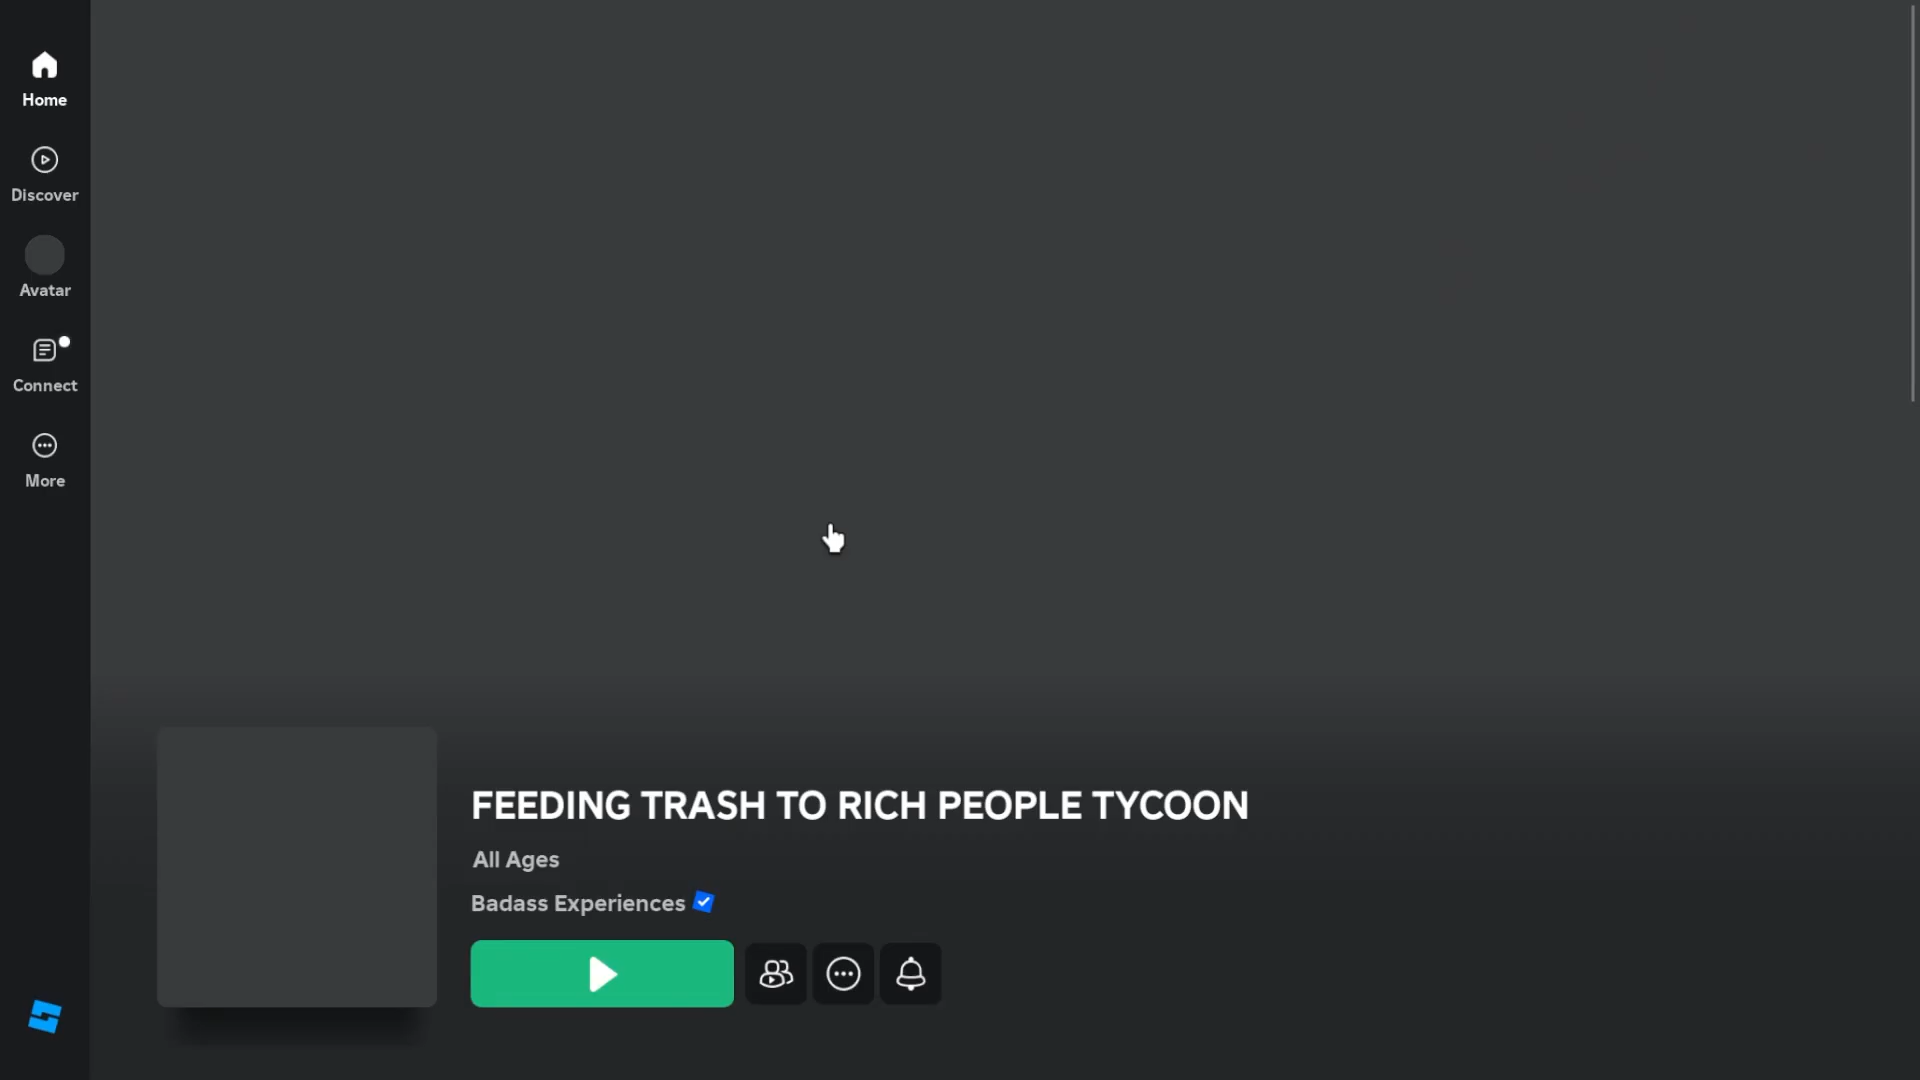 Home
Discover
Avatar
Connect
More
FEEDING TRASH TO RICH PEOPLE TYCOON
All Ages
Badass Experiences